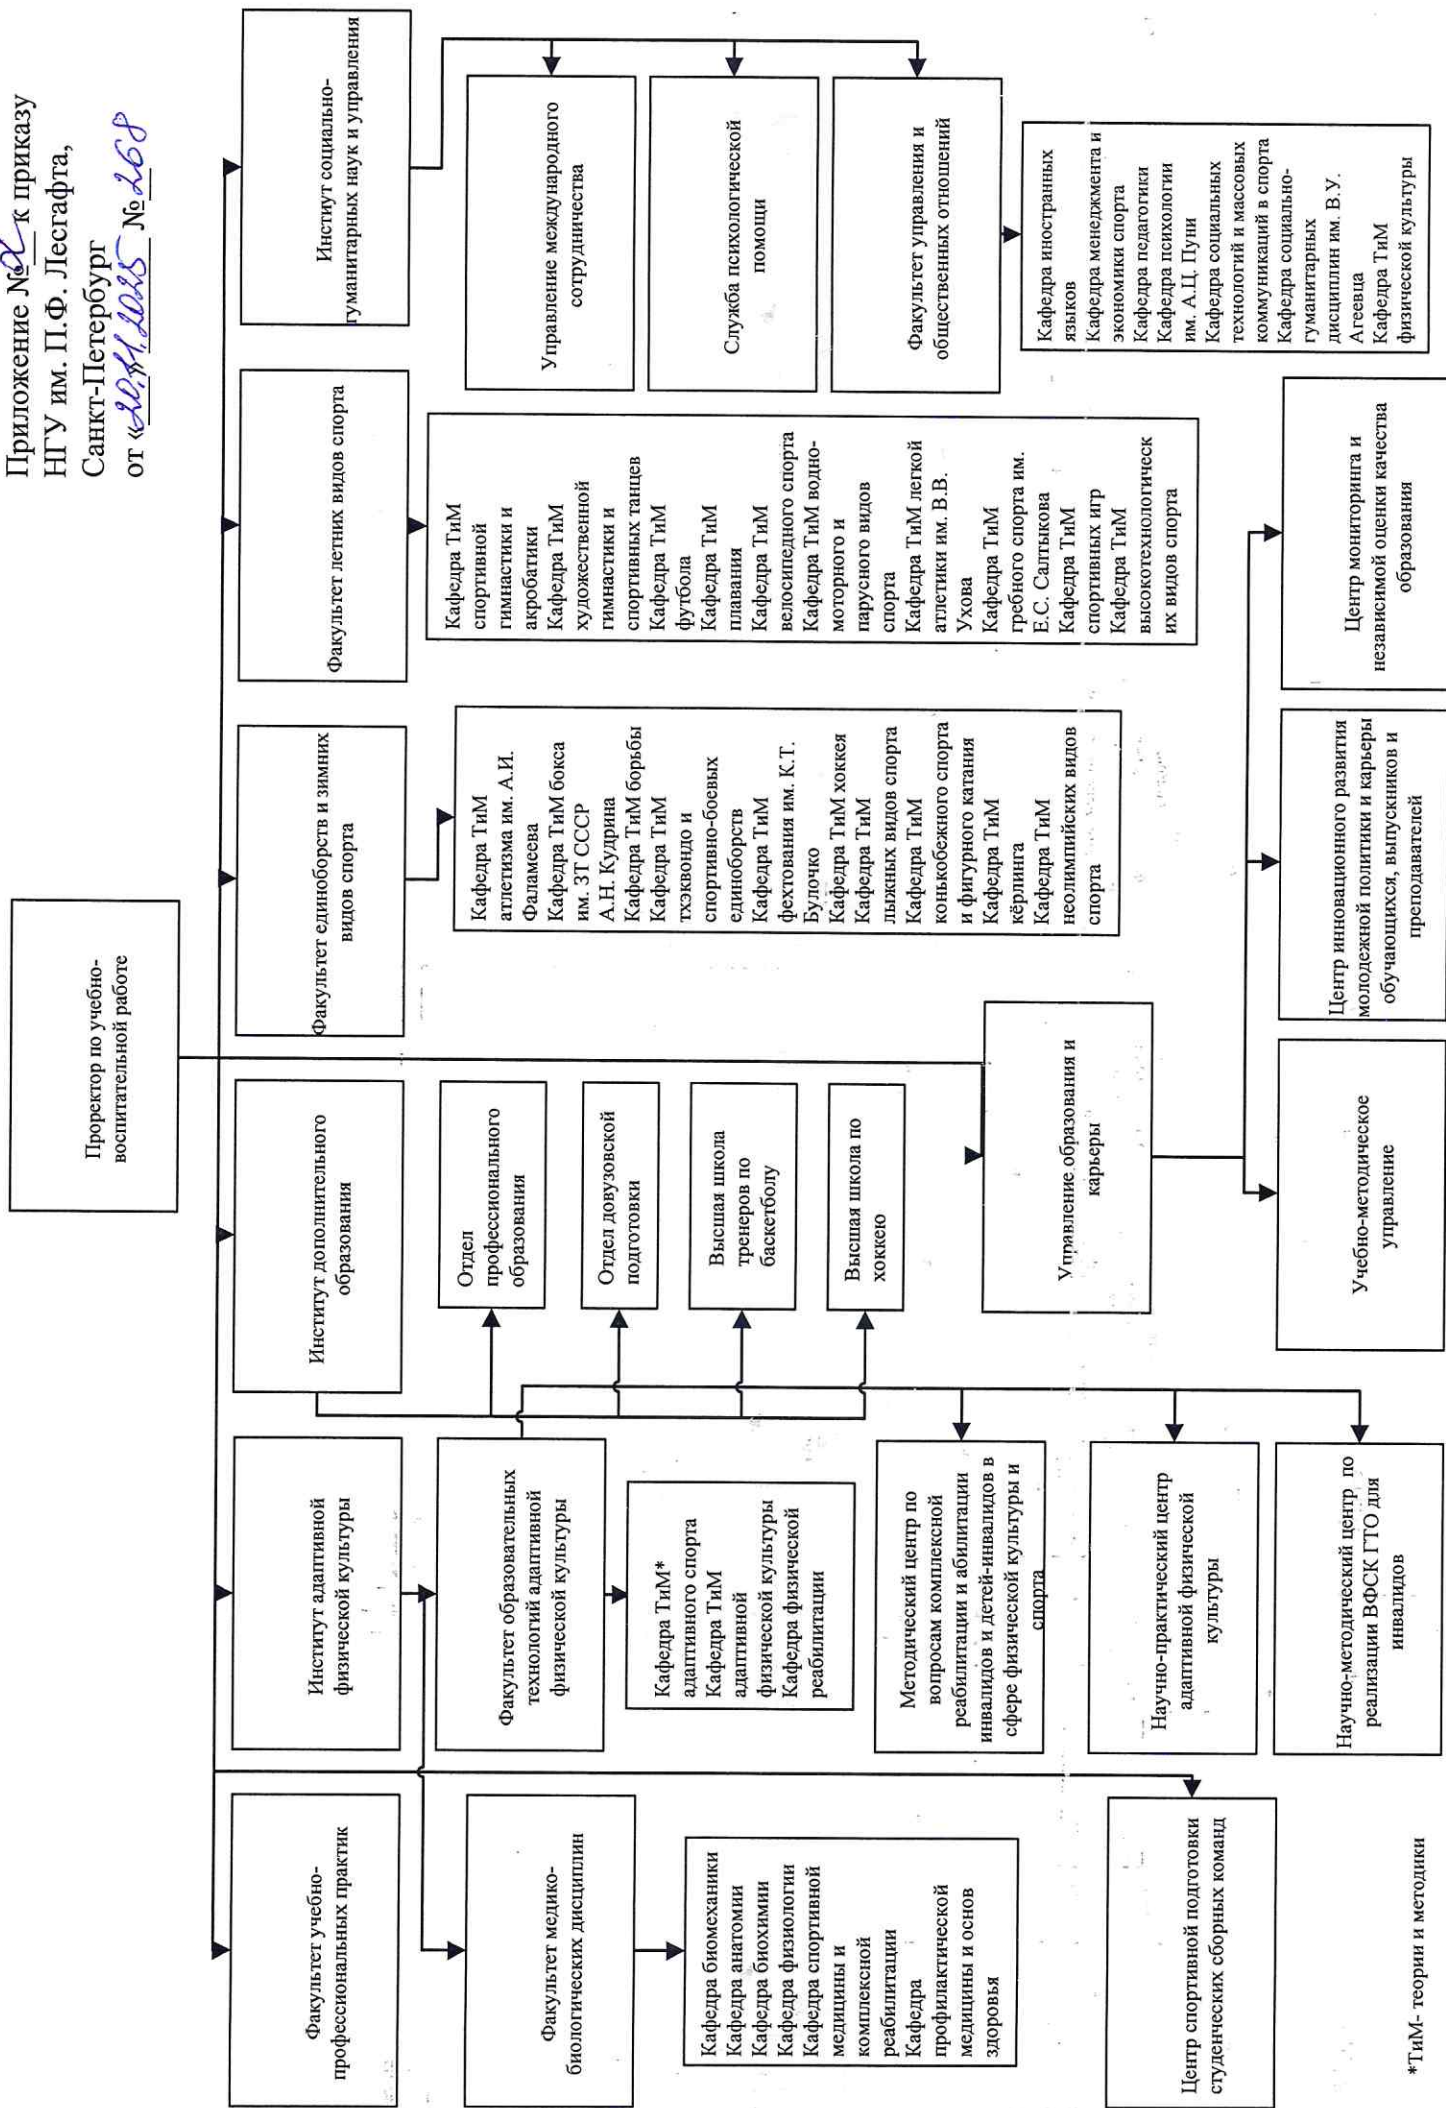 Приложение № 2 к приказу
НГУ им. П.Ф. Лесгафта,
Санкт-Петербург
от «20.11.2025 № 268
Проректор по учебно-
воспитательной работе
Факультет учебно-
профессиональных практик
Институт адаптивной
физической культуры
Институт дополнительного
образования
Факультет единоборств и зимних
видов спорта
Факультет летних видов спорта
Инстиут социально-
гуманитарных наук и управления
Факультет медико-
биологических дисциплин
Кафедра биомеханики
Кафедра анатомии
Кафедра биохимии
Кафедра физиологии
Кафедра спортивной
медицины и
комплексной
реабилитации
Кафедра
профилактической
медицины и основ
здоровья
Центр спортивной подготовки
студенческих сборных команд
Факультет образовательных
технологий адаптивной
физической культуры
Кафедра ТиМ*
адаптивного спорта
Кафедра ТиМ
адаптивной
физической культуры
Кафедра физической
реабилитации
Методический центр по
вопросам комплексной
реабилитации и абилитации
инвалидов и детей-инвалидов в
сфере физической культуры и
спорта
Научно-практический центр
адаптивной физической
культуры
Научно-методический центр по
реализации ВФСК ГТО для
инвалидов
Отдел
профессионального
образования
Отдел довузовской
подготовки
Высшая школа
тренеров по
баскетболу
Высшая школа по
хоккею
Управление образования и
карьеры
Учебно-методическое
управление
Центр инновационного развития
молодежной политики и карьеры
обучающихся, выпускников и
преподавателей
Центр мониторинга и
независимой оценки качества
образования
Кафедра ТиМ
атлетизма им. А.И.
Фаламеева
Кафедра ТиМ бокса
им. ЗТ СССР
А.Н. Кудрина
Кафедра ТиМ борьбы
Кафедра ТиМ
тхэквондо и
спортивно-боевых
единоборств
Кафедра ТиМ
фехтования им. К.Т.
Булочко
Кафедра ТиМ хоккея
Кафедра ТиМ
лыжных видов спорта
Кафедра ТиМ
конькобежного спорта
и фигурного катания
Кафедра ТиМ
кёрлинга
Кафедра ТиМ
неолимпийских видов
спорта
Кафедра ТиМ
спортивной
гимнастики и
акробатики
Кафедра ТиМ
художественной
гимнастики и
спортивных танцев
Кафедра ТиМ
футбола
Кафедра ТиМ
плавания
Кафедра ТиМ
велосипедного спорта
Кафедра ТиМ водно-
моторного и
парусного видов
спорта
Кафедра ТиМ легкой
атлетики им. В.В.
Ухова
Кафедра ТиМ
гребного спорта им.
Е.С. Салтыкова
Кафедра ТиМ
спортивных игр
Кафедра ТиМ
высокотехнологическ
их видов спорта
Управление международного
сотрудничества
Служба психологической
помощи
Факультет управления и
общественных отношений
Кафедра иностранных
языков
Кафедра менеджмента и
экономики спорта
Кафедра педагогики
Кафедра психологии
им. А.Ц. Пуни
Кафедра социальных
технологий и массовых
коммуникаций в спорта
Кафедра социально-
гуманитарных
дисциплин им. В.У.
Агеевца
Кафедра ТиМ
физической культуры
*ТиМ- теории и методики